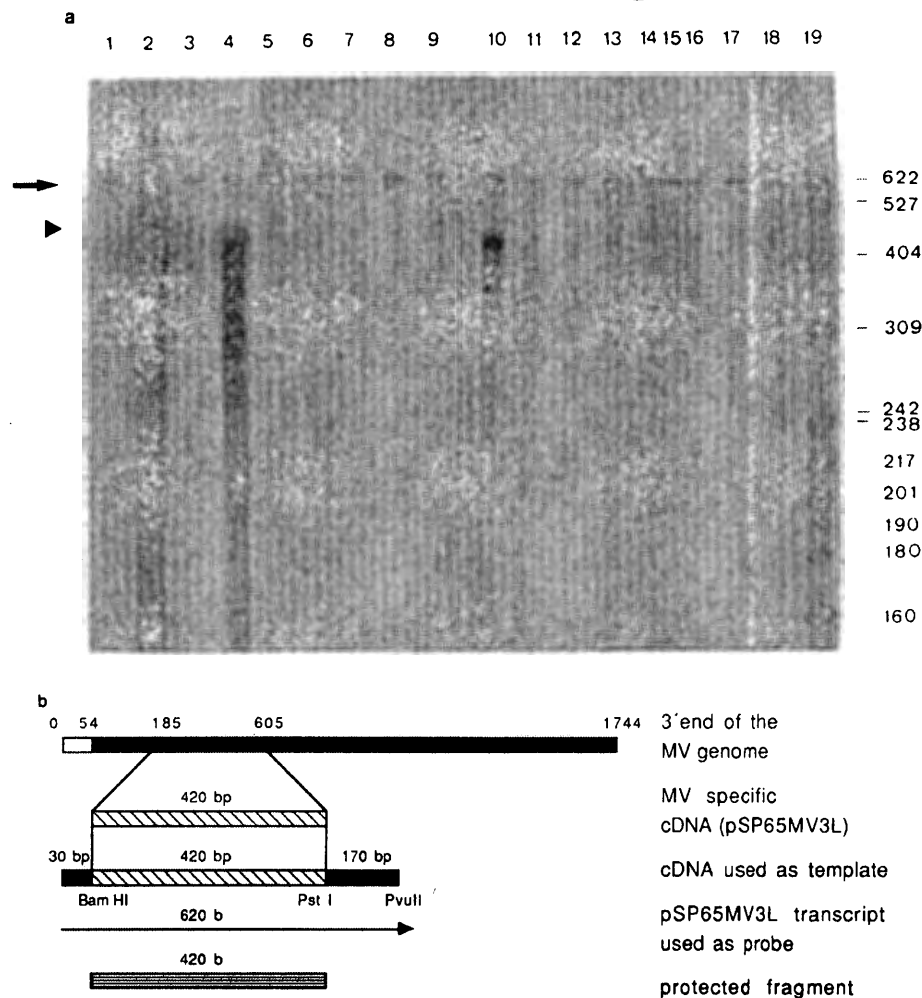 a
1 2 3 4 5 6 7 8 9 10 11 12 13 14 15 16 17 18 19
622
527
404
309
242
238
217
201
190
180
160
b
0 54 185 605 1744
3´end of the
MV genome
420 bp
MV specific
cDNA (pSP65MV3L)
30 bp 420 bp 170 bp
cDNA used as template
Bam HI Pst I PvuII
620 b
pSP65MV3L transcript
used as probe
420 b
protected fragment